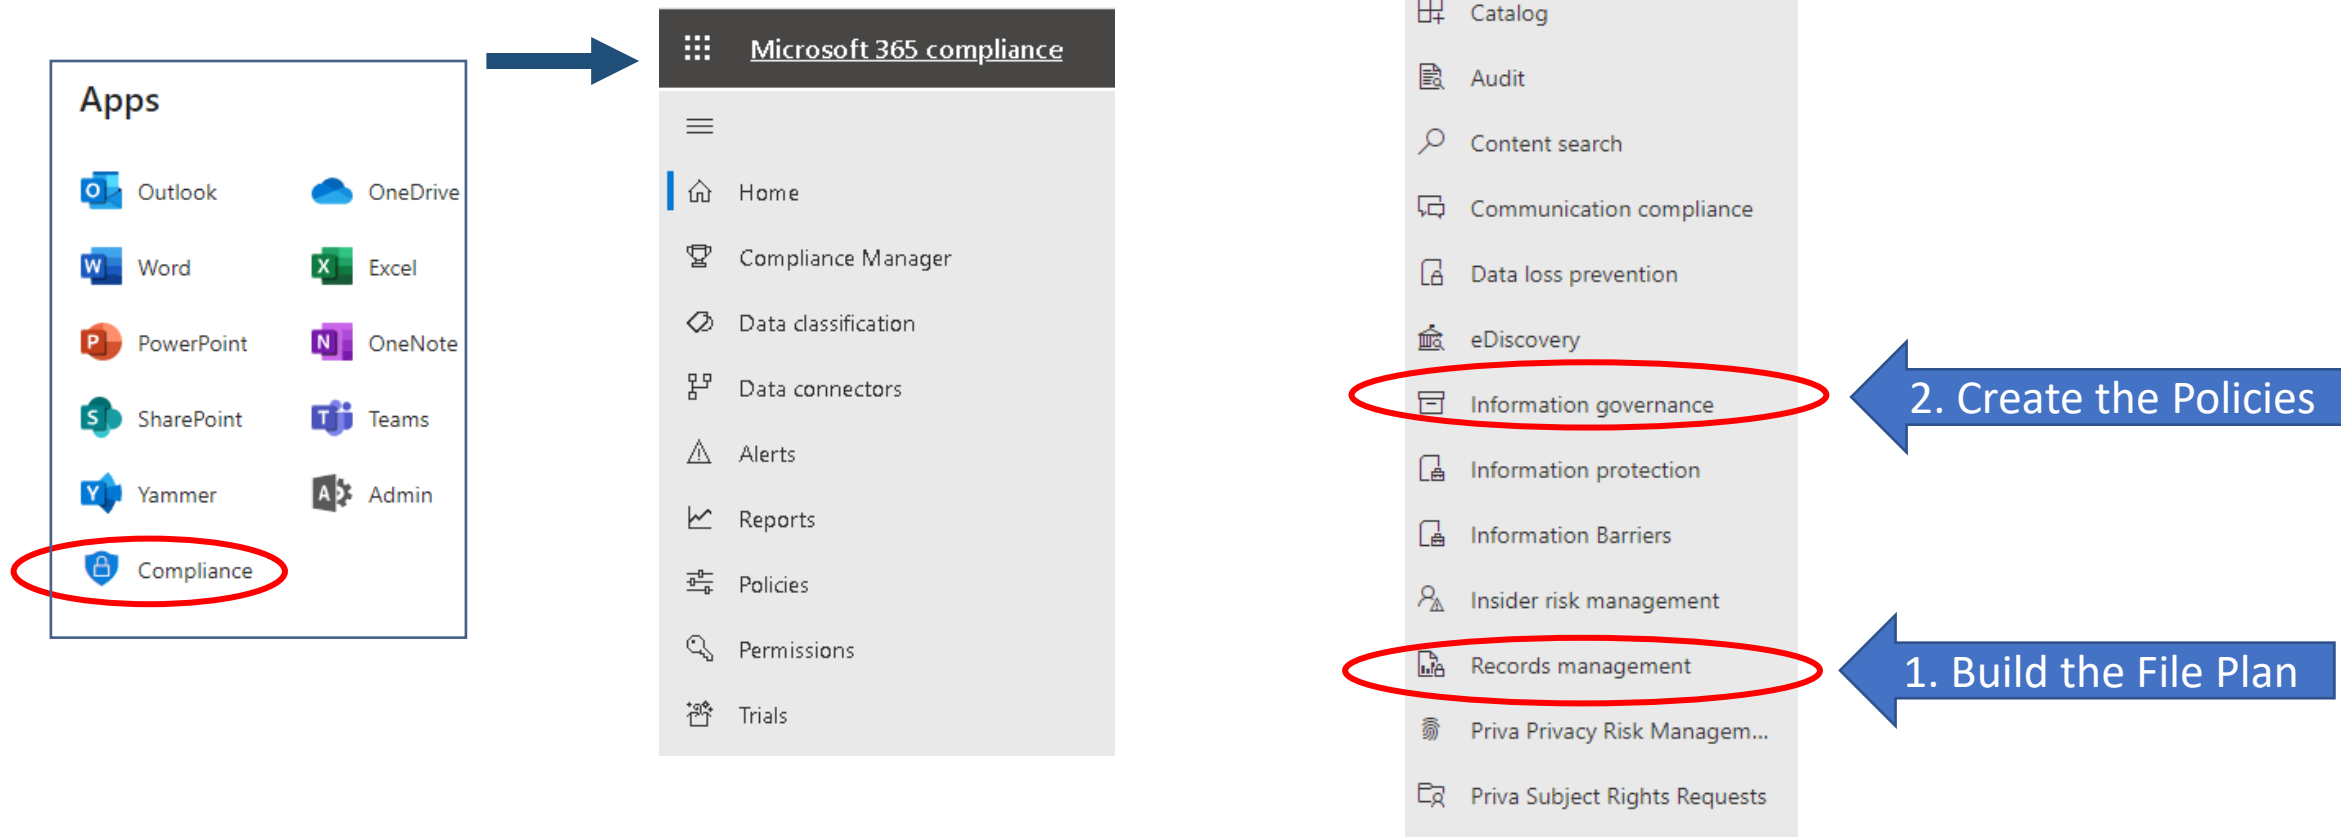 Apps
Outlook
OneDrive
Word
Excel
PowerPoint
OneNote
SharePoint
Teams
Yammer
Admin
Compliance
Microsoft 365 compliance
Home
Compliance Manager
Data classification
Data connectors
Alerts
Reports
Policies
Permissions
Trials
Catalog
Audit
Content search
Communication compliance
Data loss prevention
eDiscovery
Information governance
Information protection
Information Barriers
Insider risk management
Records management
Priva Privacy Risk Managem...
Priva Subject Rights Requests
2. Create the Policies
1. Build the File Plan